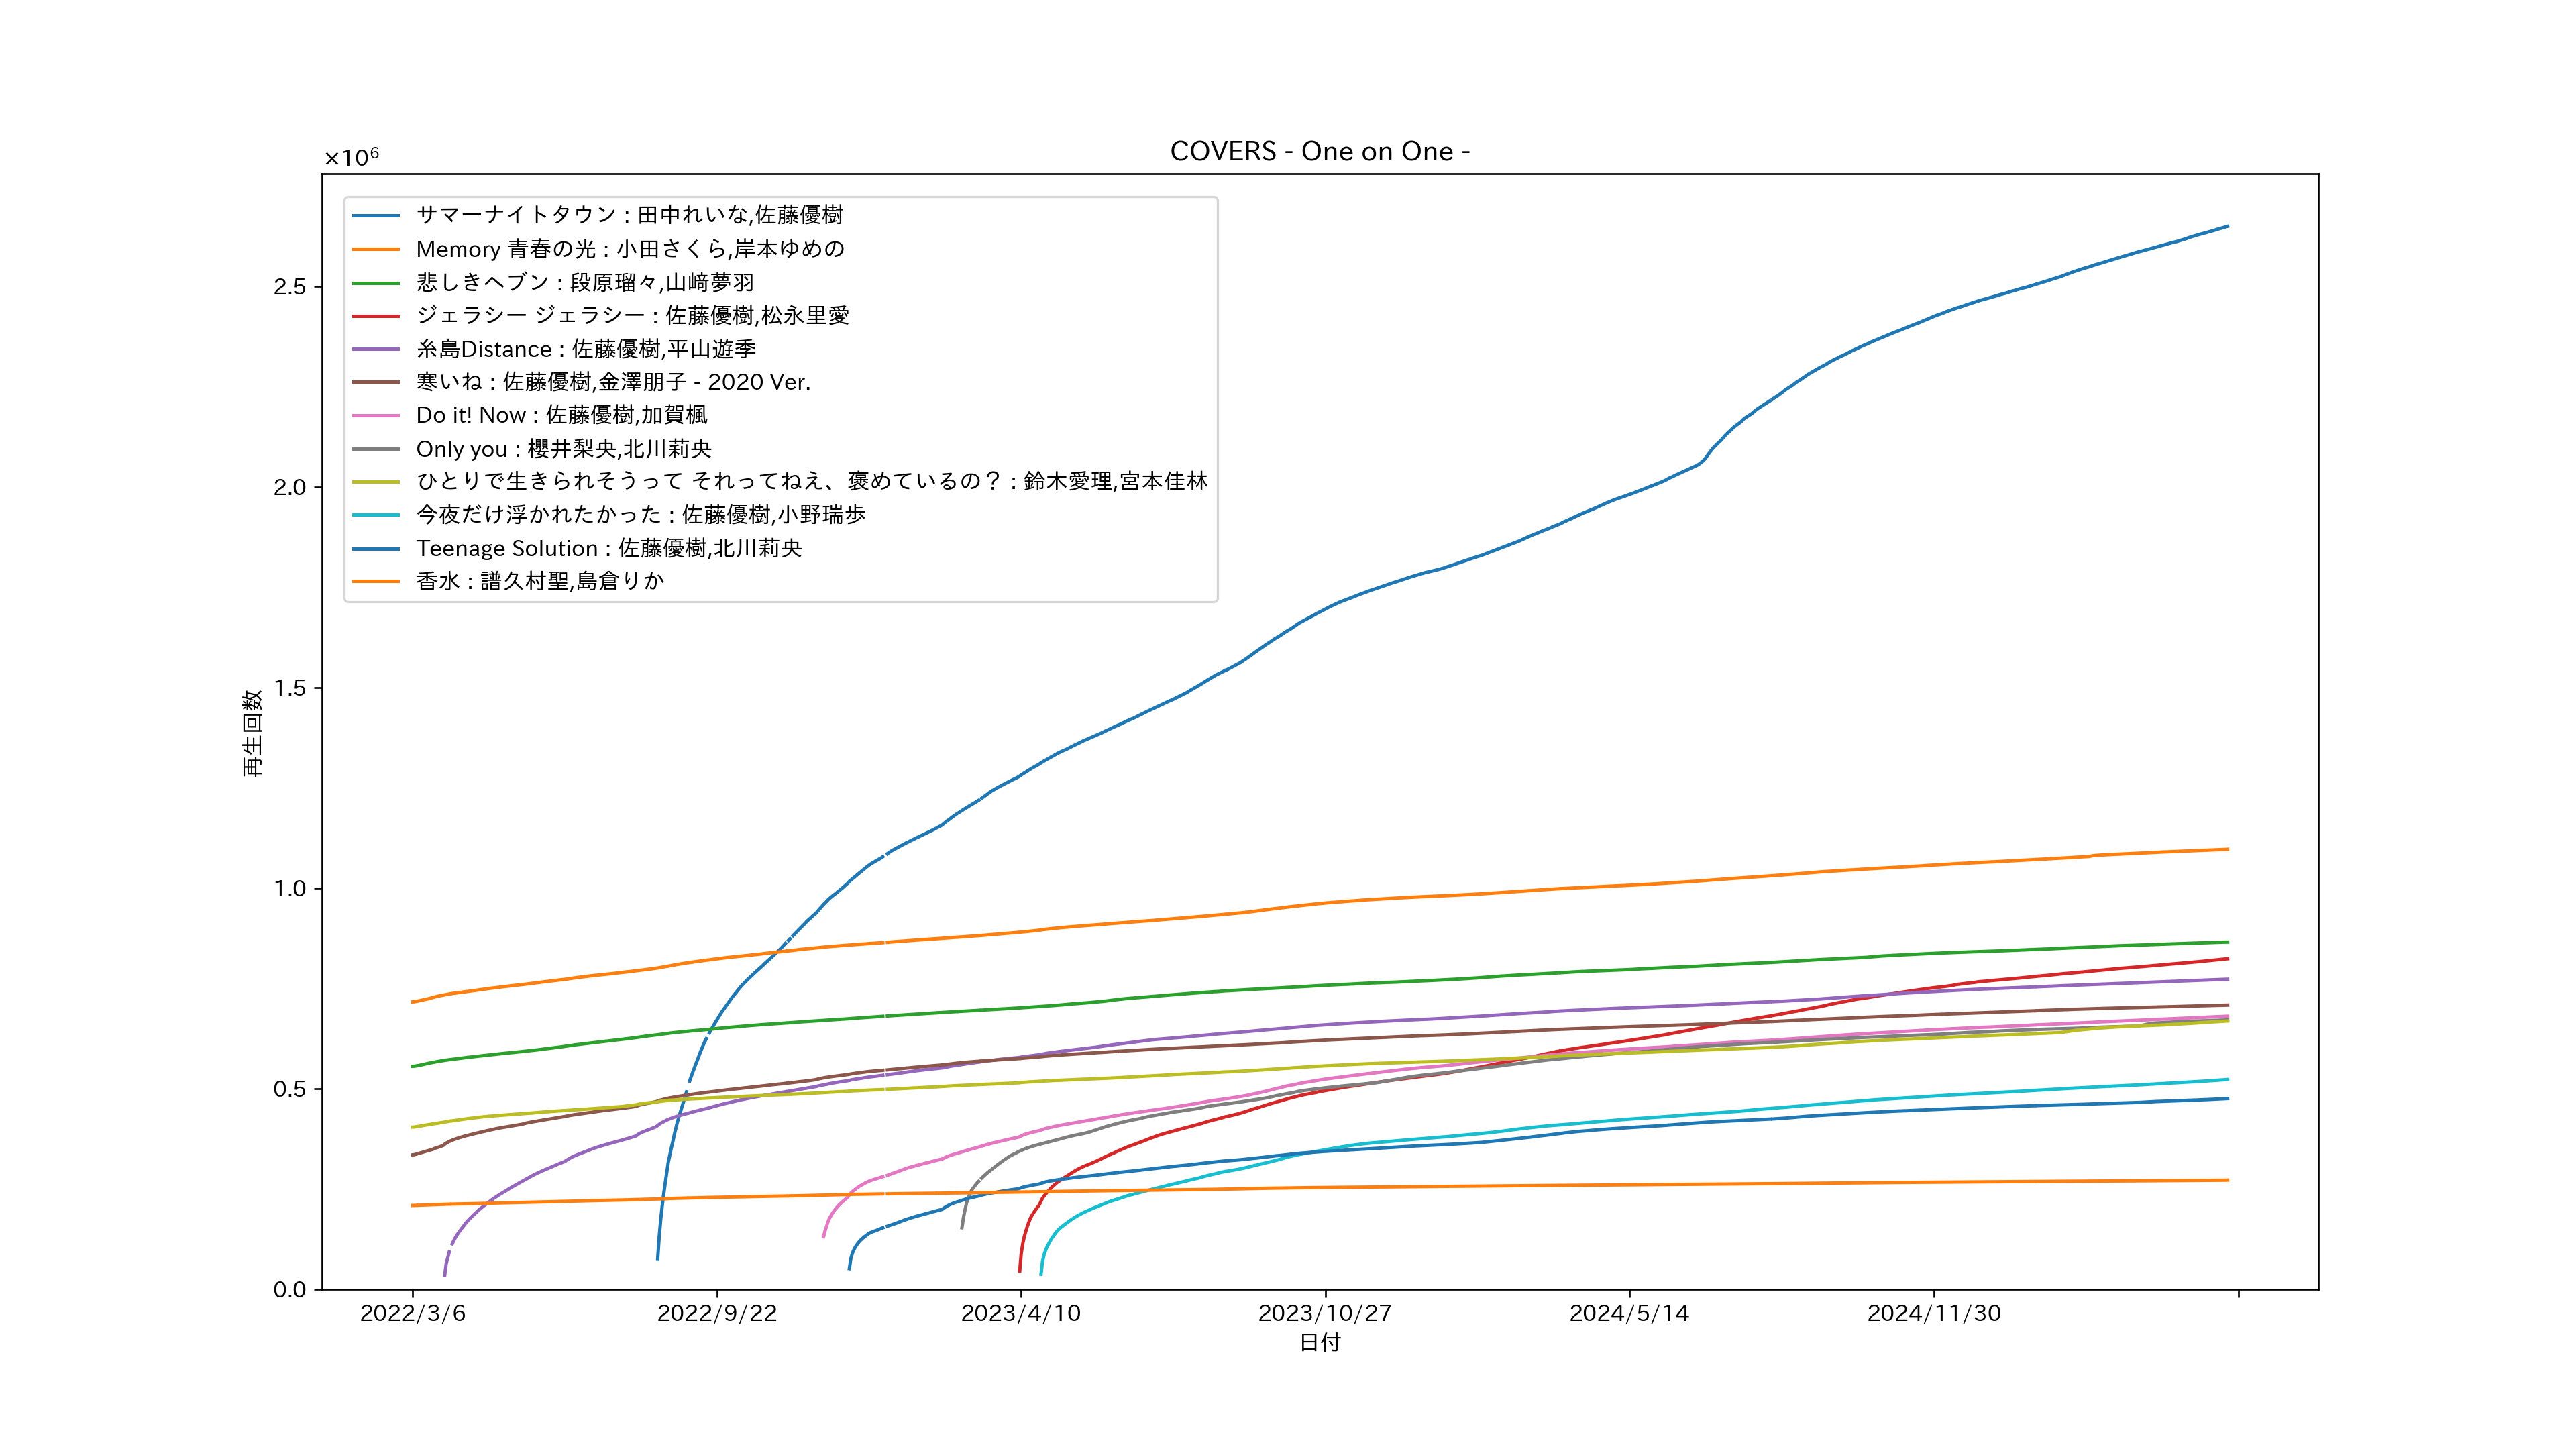 COVERS - One on One -
×10⁶
サマーナイトタウン : 田中れいな,佐藤優樹
Memory 青春の光 : 小田さくら,岸本ゆめの
悲しきヘブン : 段原瑠々,山﨑夢羽
ジェラシー ジェラシー : 佐藤優樹,松永里愛
糸島Distance : 佐藤優樹,平山遊季
寒いね : 佐藤優樹,金澤朋子 - 2020 Ver.
Do it! Now : 佐藤優樹,加賀楓
Only you : 櫻井梨央,北川莉央
ひとりで生きられそうって それってねえ、褒めているの？ : 鈴木愛理,宮本佳林
今夜だけ浮かれたかった : 佐藤優樹,小野瑞歩
Teenage Solution : 佐藤優樹,北川莉央
香水 : 譜久村聖,島倉りか
2.5
2.0
1.5
1.0
0.5
0.0
再生回数
2022/3/6
2022/9/22
2023/4/10
2023/10/27
2024/5/14
2024/11/30
日付